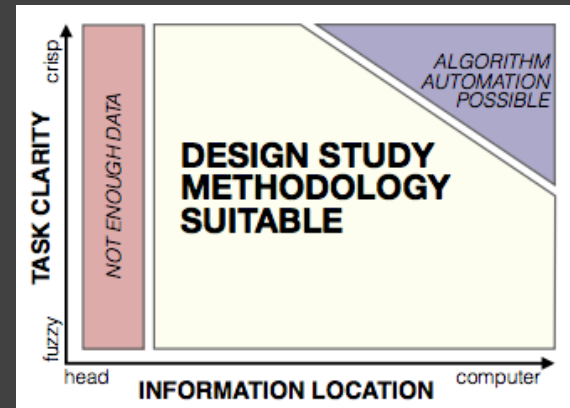 TASK CLARITY
crisp
fuzzy
NOT ENOUGH DATA
DESIGN STUDY
METHODOLOGY
SUITABLE
ALGORITHM
AUTOMATION
POSSIBLE
head
computer
INFORMATION LOCATION